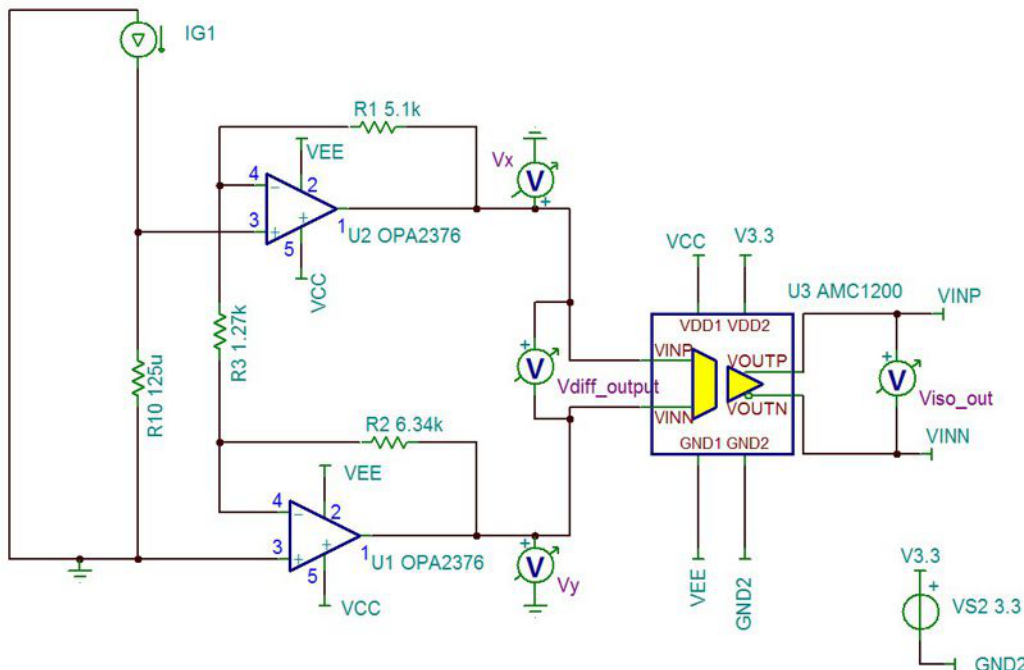 IG1
R1 5.1k
VEE
Vx
4
2
3
1
5
U2 OPA2376
VCC
R3 1.27k
R10 125u
VCC
V3.3
U3 AMC1200
VINP
VDD1 VDD2
VINP
VOUTP
Vdiff_output
VINN
VOUTN
Viso_out
GND1 GND2
VINN
R2 6.34k
VEE
4
2
3
1
5
U1 OPA2376
VCC
Vy
VEE
GND2
V3.3
VS2 3.3
GND2
V
V
V
V